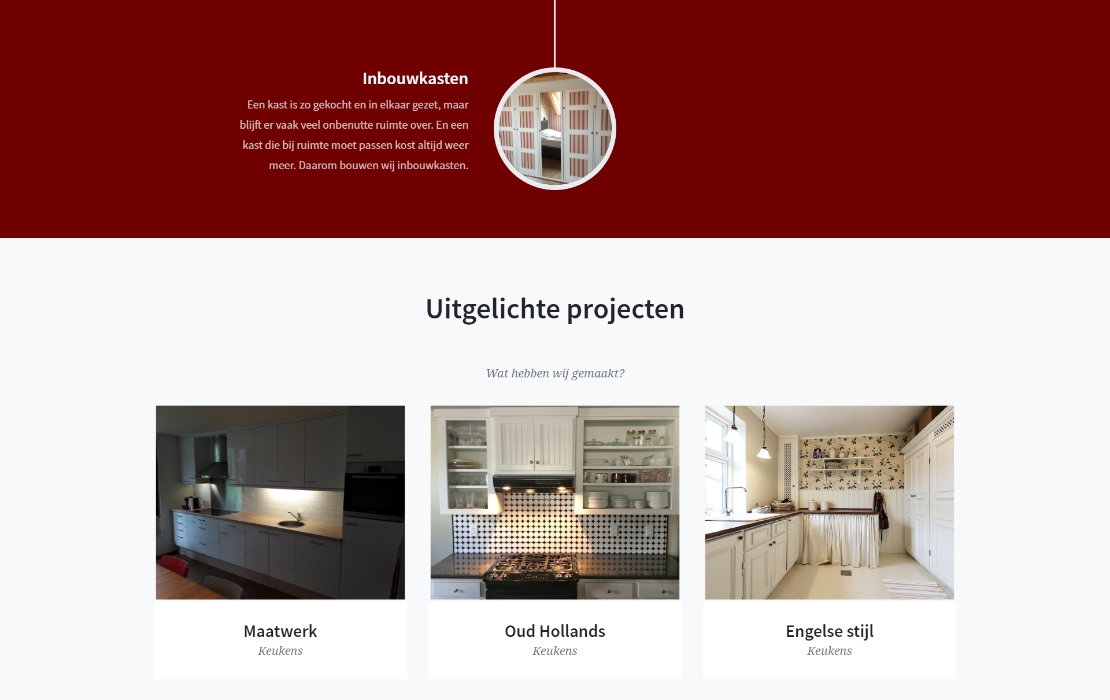 Inbouwkasten
Een kast is zo gekocht en in elkaar gezet, maar
blijft er vaak veel onbenutte ruimte over. En een
kast die bij ruimte moet passen kost altijd weer
meer. Daarom bouwen wij inbouwkasten.
Uitgelichte projecten
Wat hebben wij gemaakt?
Maatwerk
Keukens
Oud Hollands
Keukens
Engelse stijl
Keukens